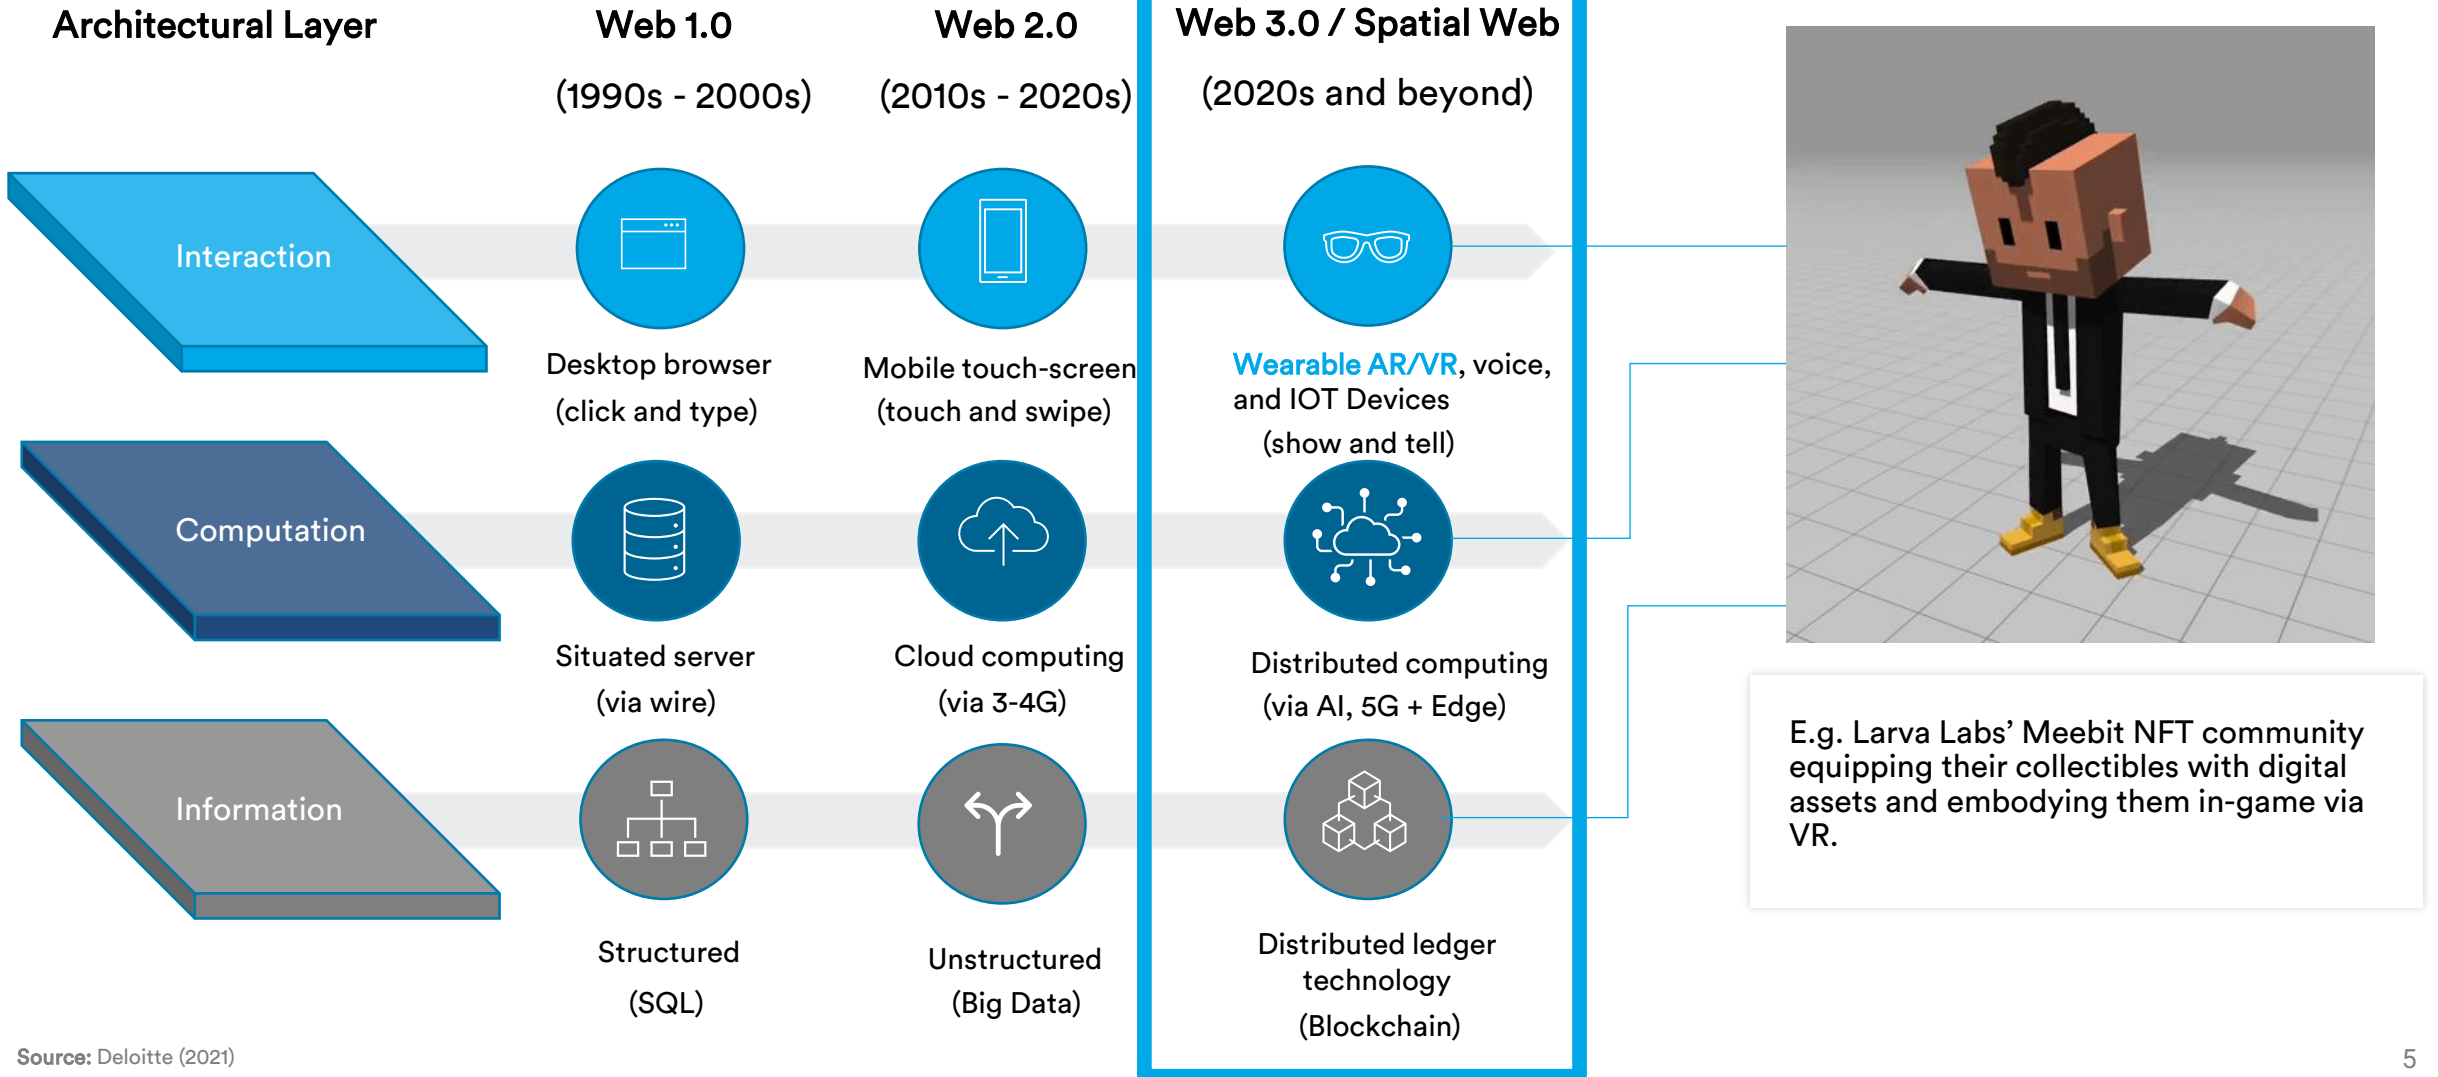 Architectural Layer
Web 1.0
Web 2.0
Web 3.0 / Spatial Web
(1990s - 2000s)
(2010s - 2020s)
(2020s and beyond)
Interaction
Desktop browser
(click and type)
Mobile touch-screen
(touch and swipe)
Wearable AR/VR, voice,
and IOT Devices
(show and tell)
Computation
Situated server
(via wire)
Cloud computing
(via 3-4G)
Distributed computing
(via AI, 5G + Edge)
Information
Structured
(SQL)
Unstructured
(Big Data)
Distributed ledger
technology
(Blockchain)
E.g. Larva Labs’ Meebit NFT community
equipping their collectibles with digital
assets and embodying them in-game via
VR.
Source: Deloitte (2021)
5